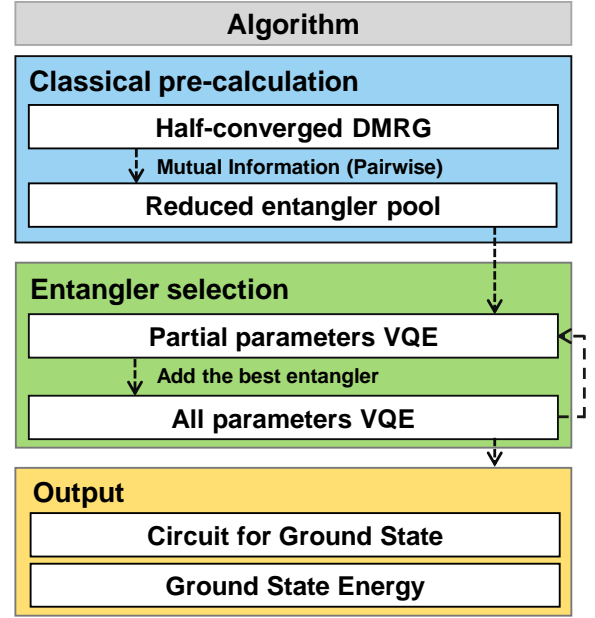 Algorithm
Classical pre-calculation
Half-converged DMRG
Mutual Information (Pairwise)
Reduced entangler pool
Entangler selection
Partial parameters VQE
Add the best entangler
All parameters VQE
Output
Circuit for Ground State
Ground State Energy